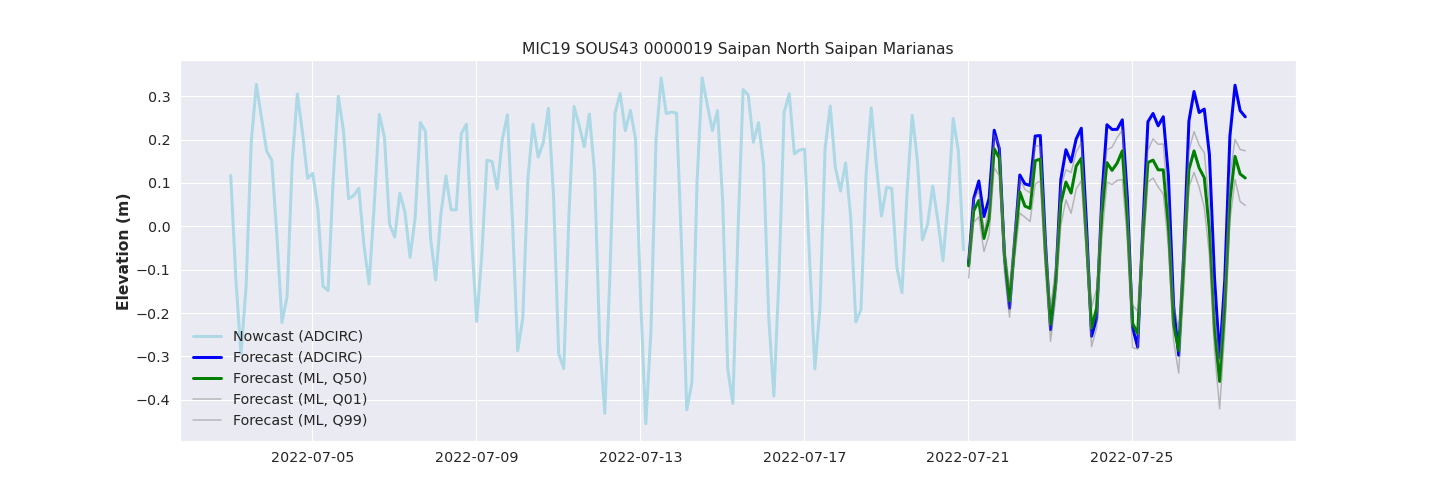 MIC19 SOUS43 0000019 Saipan North Saipan Marianas
Elevation (m)
0.3
0.2
0.1
0.0
−0.1
−0.2
−0.3
−0.4
Nowcast (ADCIRC)
Forecast (ADCIRC)
Forecast (ML, Q50)
Forecast (ML, Q01)
Forecast (ML, Q99)
2022-07-05 2022-07-09 2022-07-13 2022-07-17 2022-07-21 2022-07-25